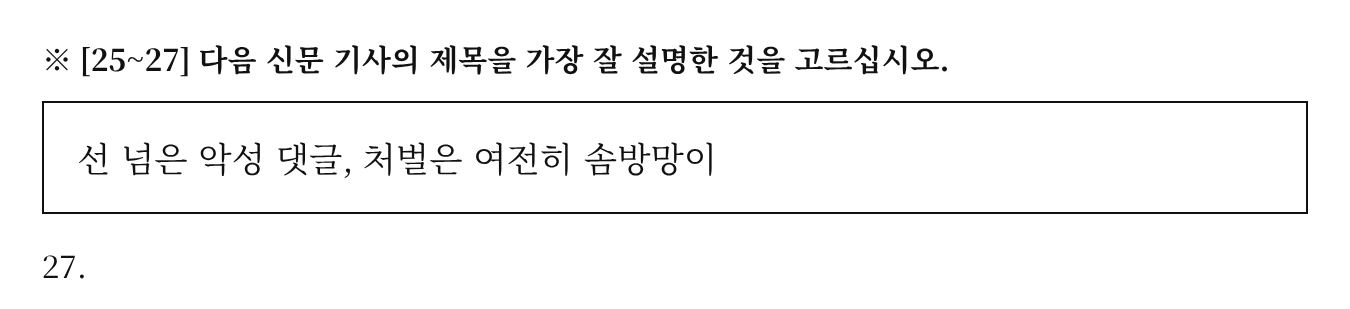 ※ [25~27] 다음 신문 기사의 제목을 가장 잘 설명한 것을 고르십시오.
선 넘은 악성 댓글, 처벌은 여전히 솜방망이
27.